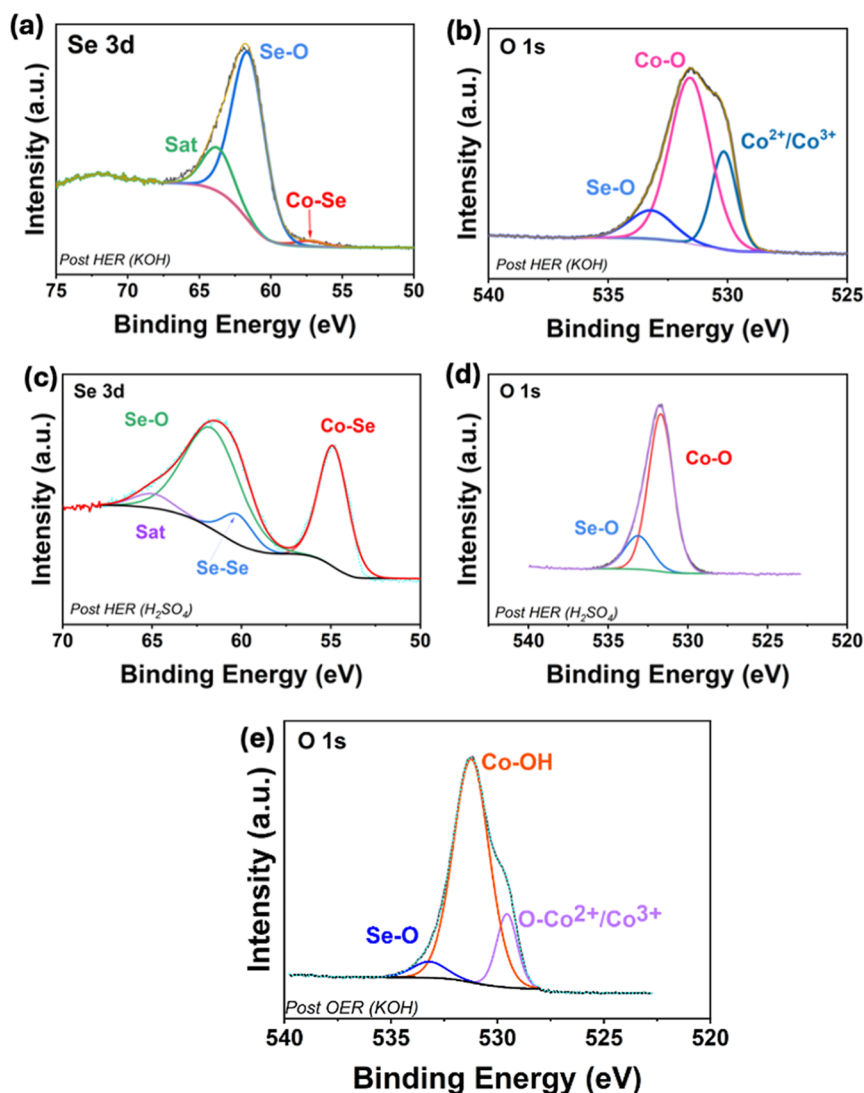 (a)
Se 3d
Se-O
Sat
Co-Se
Post HER (KOH)
Intensity (a.u.)
75 70 65 60 55 50
Binding Energy (eV)
(b)
O 1s
Co-O
Co²⁺/Co³⁺
Se-O
Post HER (KOH)
Intensity (a.u.)
540 535 530 525
Binding Energy (eV)
(c)
Se 3d
Se-O
Co-Se
Sat
Se-Se
Post HER (H₂SO₄)
Intensity (a.u.)
70 65 60 55 50
Binding Energy (eV)
(d)
O 1s
Co-O
Se-O
Post HER (H₂SO₄)
Intensity (a.u.)
540 535 530 525 520
Binding Energy (eV)
(e)
O 1s
Co-OH
Se-O
O-Co²⁺/Co³⁺
Post OER (KOH)
Intensity (a.u.)
540 535 530 525 520
Binding Energy (eV)